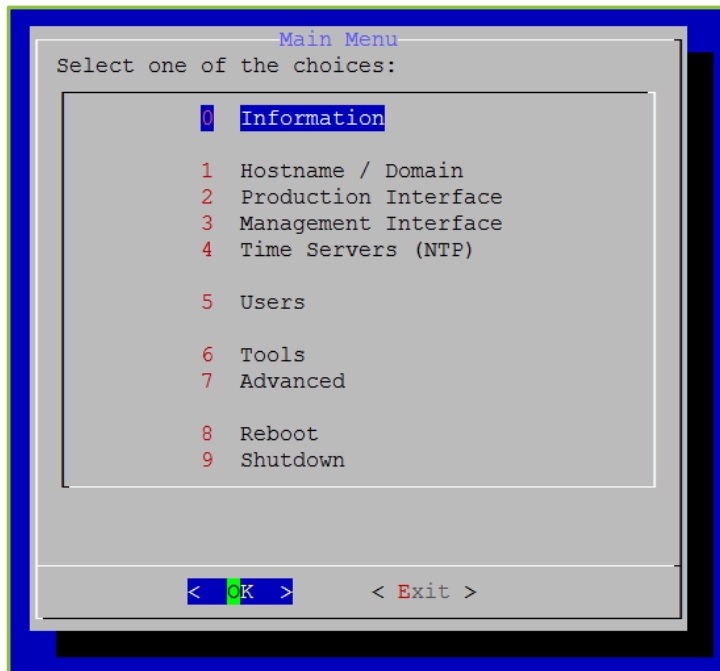 Main Menu
Select one of the choices:
0 Information
1 Hostname / Domain
2 Production Interface
3 Management Interface
4 Time Servers (NTP)
5 Users
6 Tools
7 Advanced
8 Reboot
9 Shutdown
< OK > < Exit >